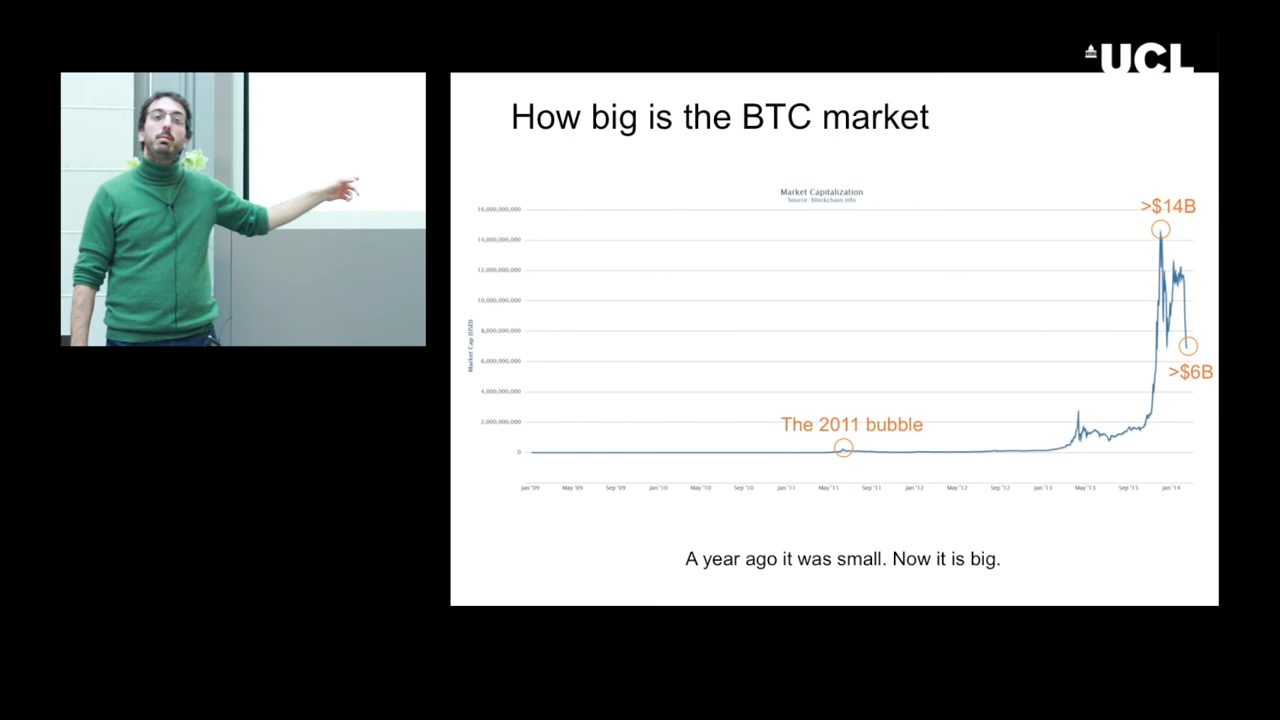 UCL
How big is the BTC market
Market Capitalization
Source: blockchain.info
>$14B
16,000,000,000
14,000,000,000
12,000,000,000
10,000,000,000
8,000,000,000
6,000,000,000
4,000,000,000
2,000,000,000
0
Market Cap (USD)
>$6B
The 2011 bubble
Jan '09 May '09 Sep '09 Jan '10 May '10 Sep '10 Jan '11 May '11 Sep '11 Jan '12 May '12 Sep '12 Jan '13 May '13 Sep '13 Jan '14
A year ago it was small. Now it is big.